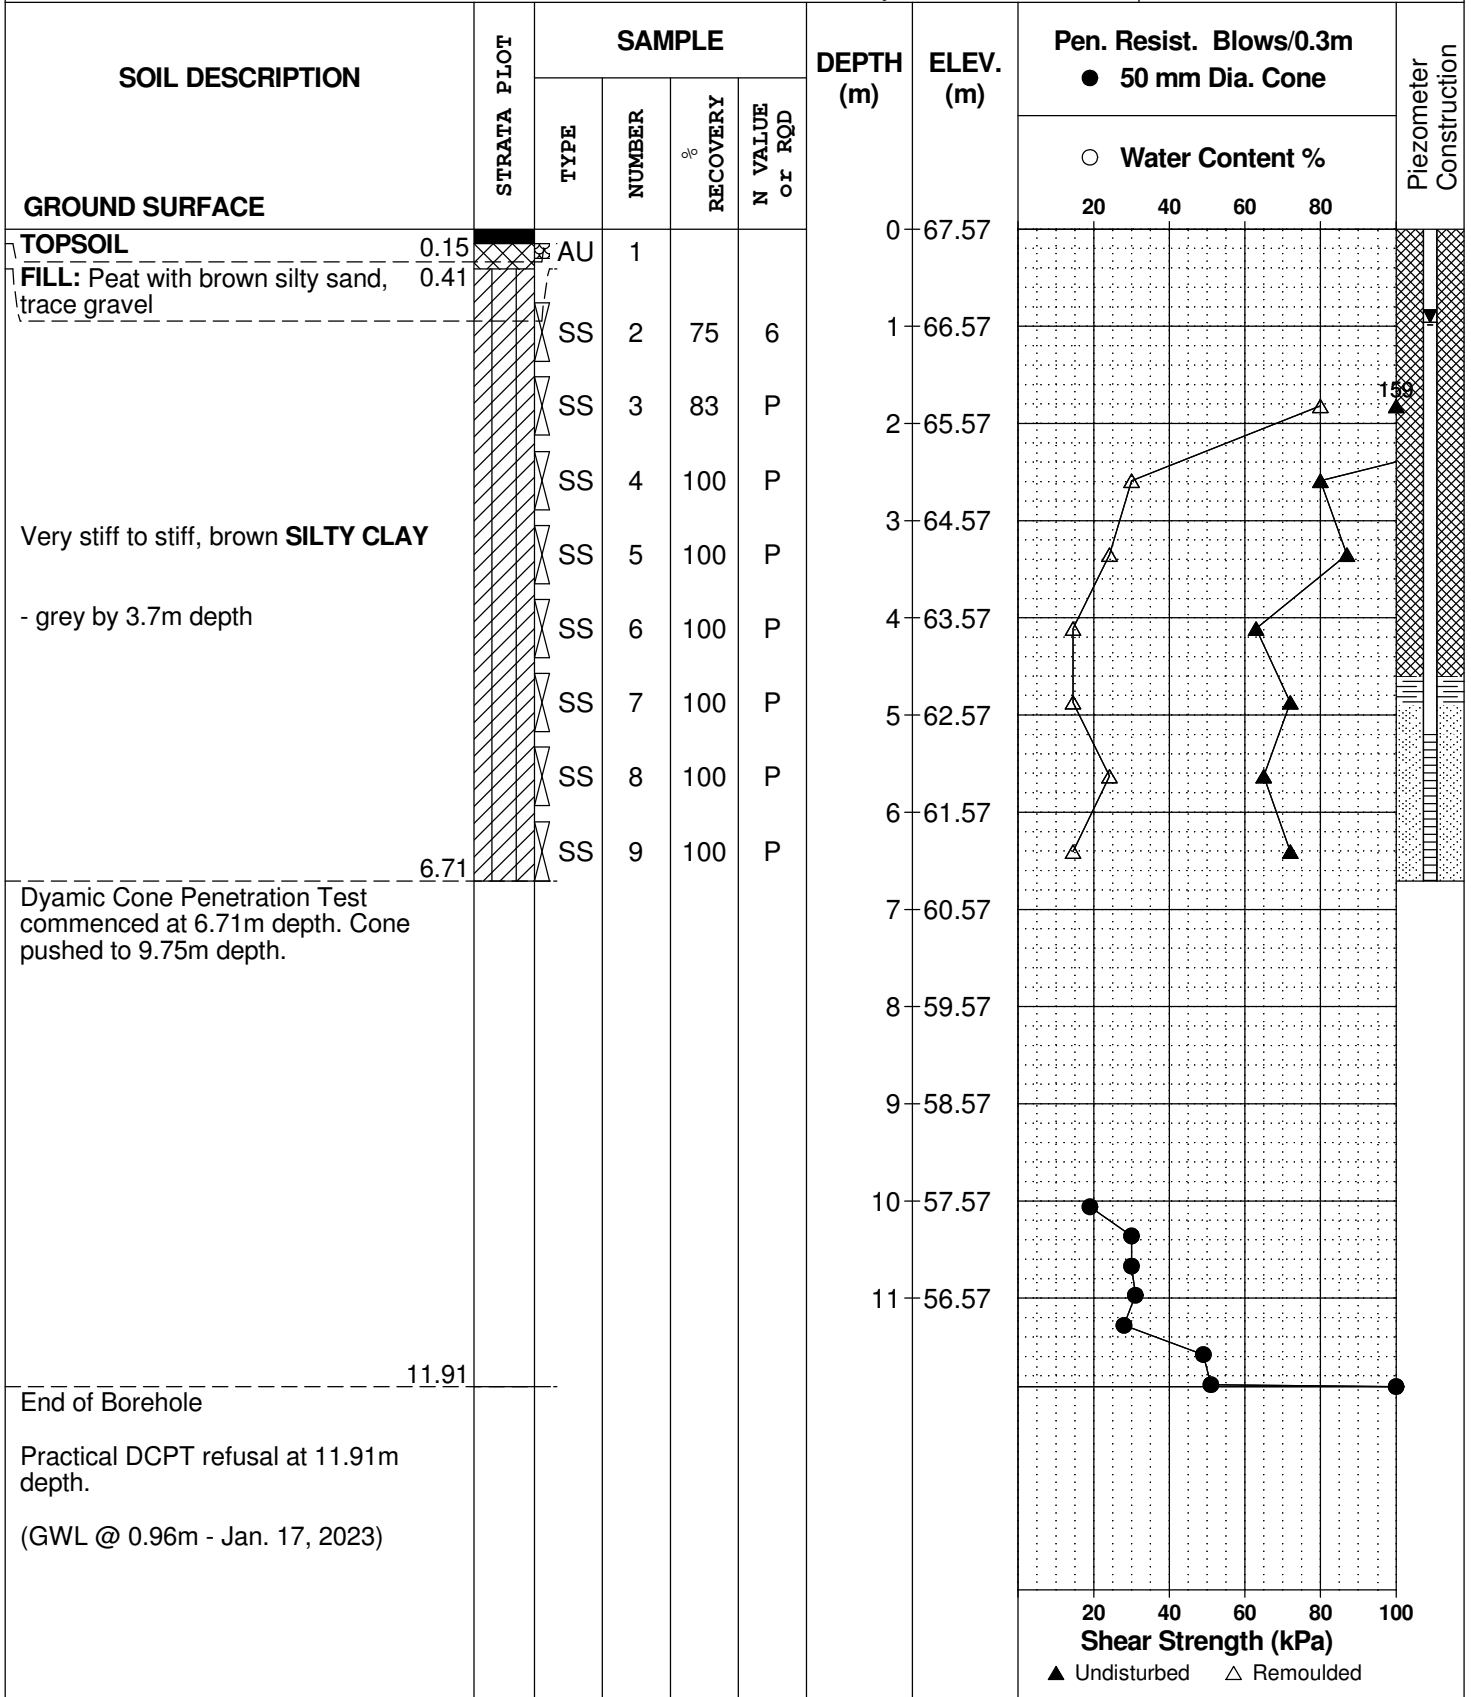 SOIL DESCRIPTION
GROUND SURFACE
STRATA PLOT
SAMPLE
TYPE
NUMBER
%
RECOVERY
N VALUE
or RQD
DEPTH
(m)
ELEV.
(m)
Pen. Resist. Blows/0.3m
● 50 mm Dia. Cone
○ Water Content %
20 40 60 80
Piezometer
Construction
TOPSOIL 0.15
FILL: Peat with brown silty sand, 0.41
trace gravel
Very stiff to stiff, brown SILTY CLAY
- grey by 3.7m depth
6.71
Dyamic Cone Penetration Test
commenced at 6.71m depth. Cone
pushed to 9.75m depth.
11.91
End of Borehole
Practical DCPT refusal at 11.91m
depth.
(GWL @ 0.96m - Jan. 17, 2023)
AU 1
SS 2 75 6
SS 3 83 P
SS 4 100 P
SS 5 100 P
SS 6 100 P
SS 7 100 P
SS 8 100 P
SS 9 100 P
0 67.57
1 66.57
2 65.57
3 64.57
4 63.57
5 62.57
6 61.57
7 60.57
8 59.57
9 58.57
10 57.57
11 56.57
159
20 40 60 80 100
Shear Strength (kPa)
▲ Undisturbed △ Remoulded